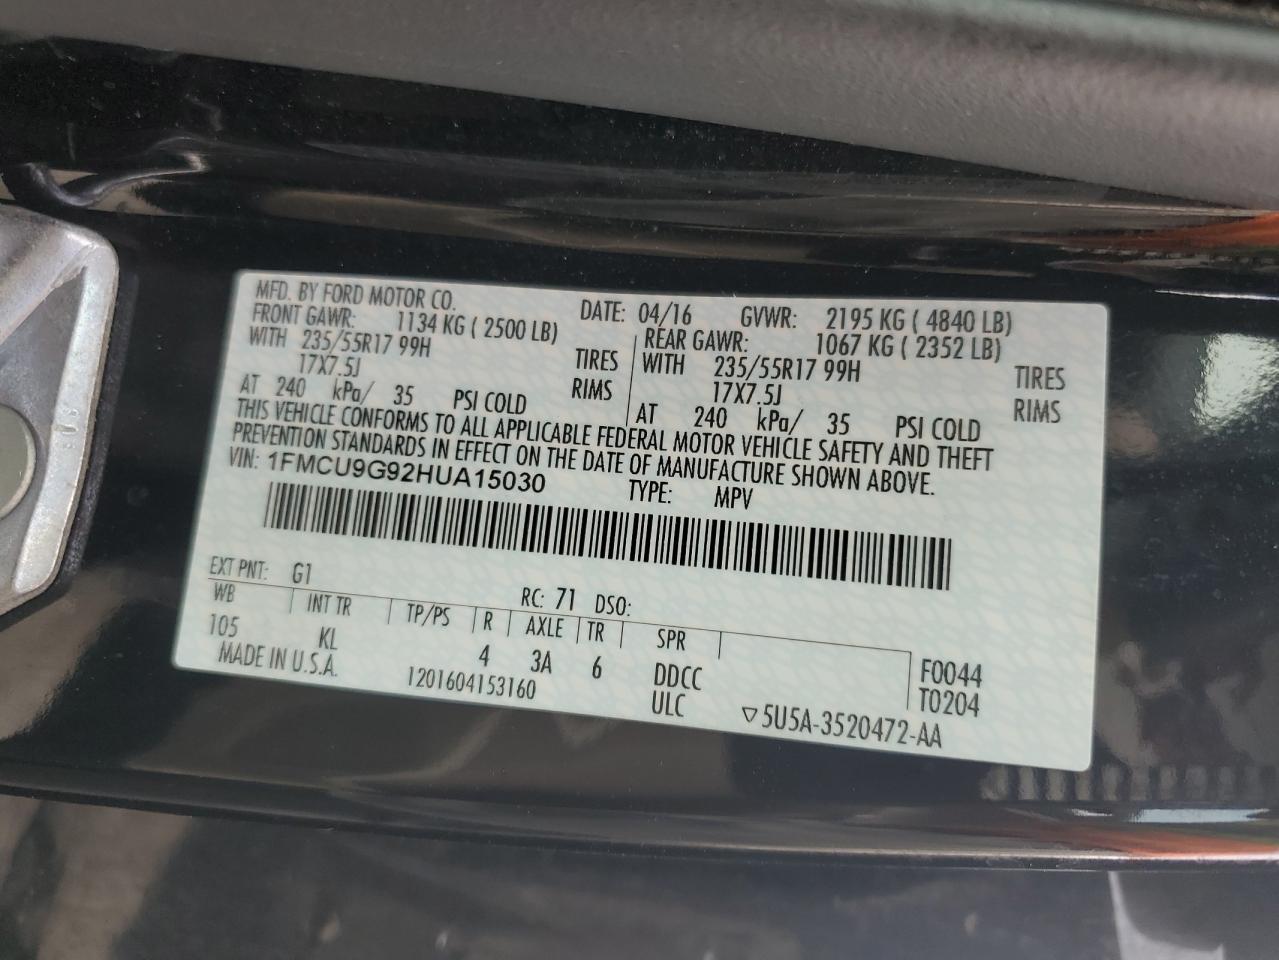 MFD. BY FORD MOTOR CO. DATE: 04/16 GVWR: 2195 KG ( 4840 LB)
FRONT GAWR: 1134 KG ( 2500 LB) REAR GAWR: 1067 KG ( 2352 LB)
WITH 235/55R17 99H TIRES WITH 235/55R17 99H TIRES
17X7.5J RIMS 17X7.5J RIMS
AT 240 kPa/ 35 PSI COLD AT 240 kPa/ 35 PSI COLD
THIS VEHICLE CONFORMS TO ALL APPLICABLE FEDERAL MOTOR VEHICLE SAFETY AND THEFT
PREVENTION STANDARDS IN EFFECT ON THE DATE OF MANUFACTURE SHOWN ABOVE.
VIN: 1FMCU9G92HUA15030 TYPE: MPV
EXT PNT: G1 RC: 71 DSO:
WB INT TR TP/PS R AXLE TR SPR
105 KL 4 3A 6 DDCC F0044
MADE IN U.S.A. 1201604153160 ULC T0204
▽5U5A-3520472-AA